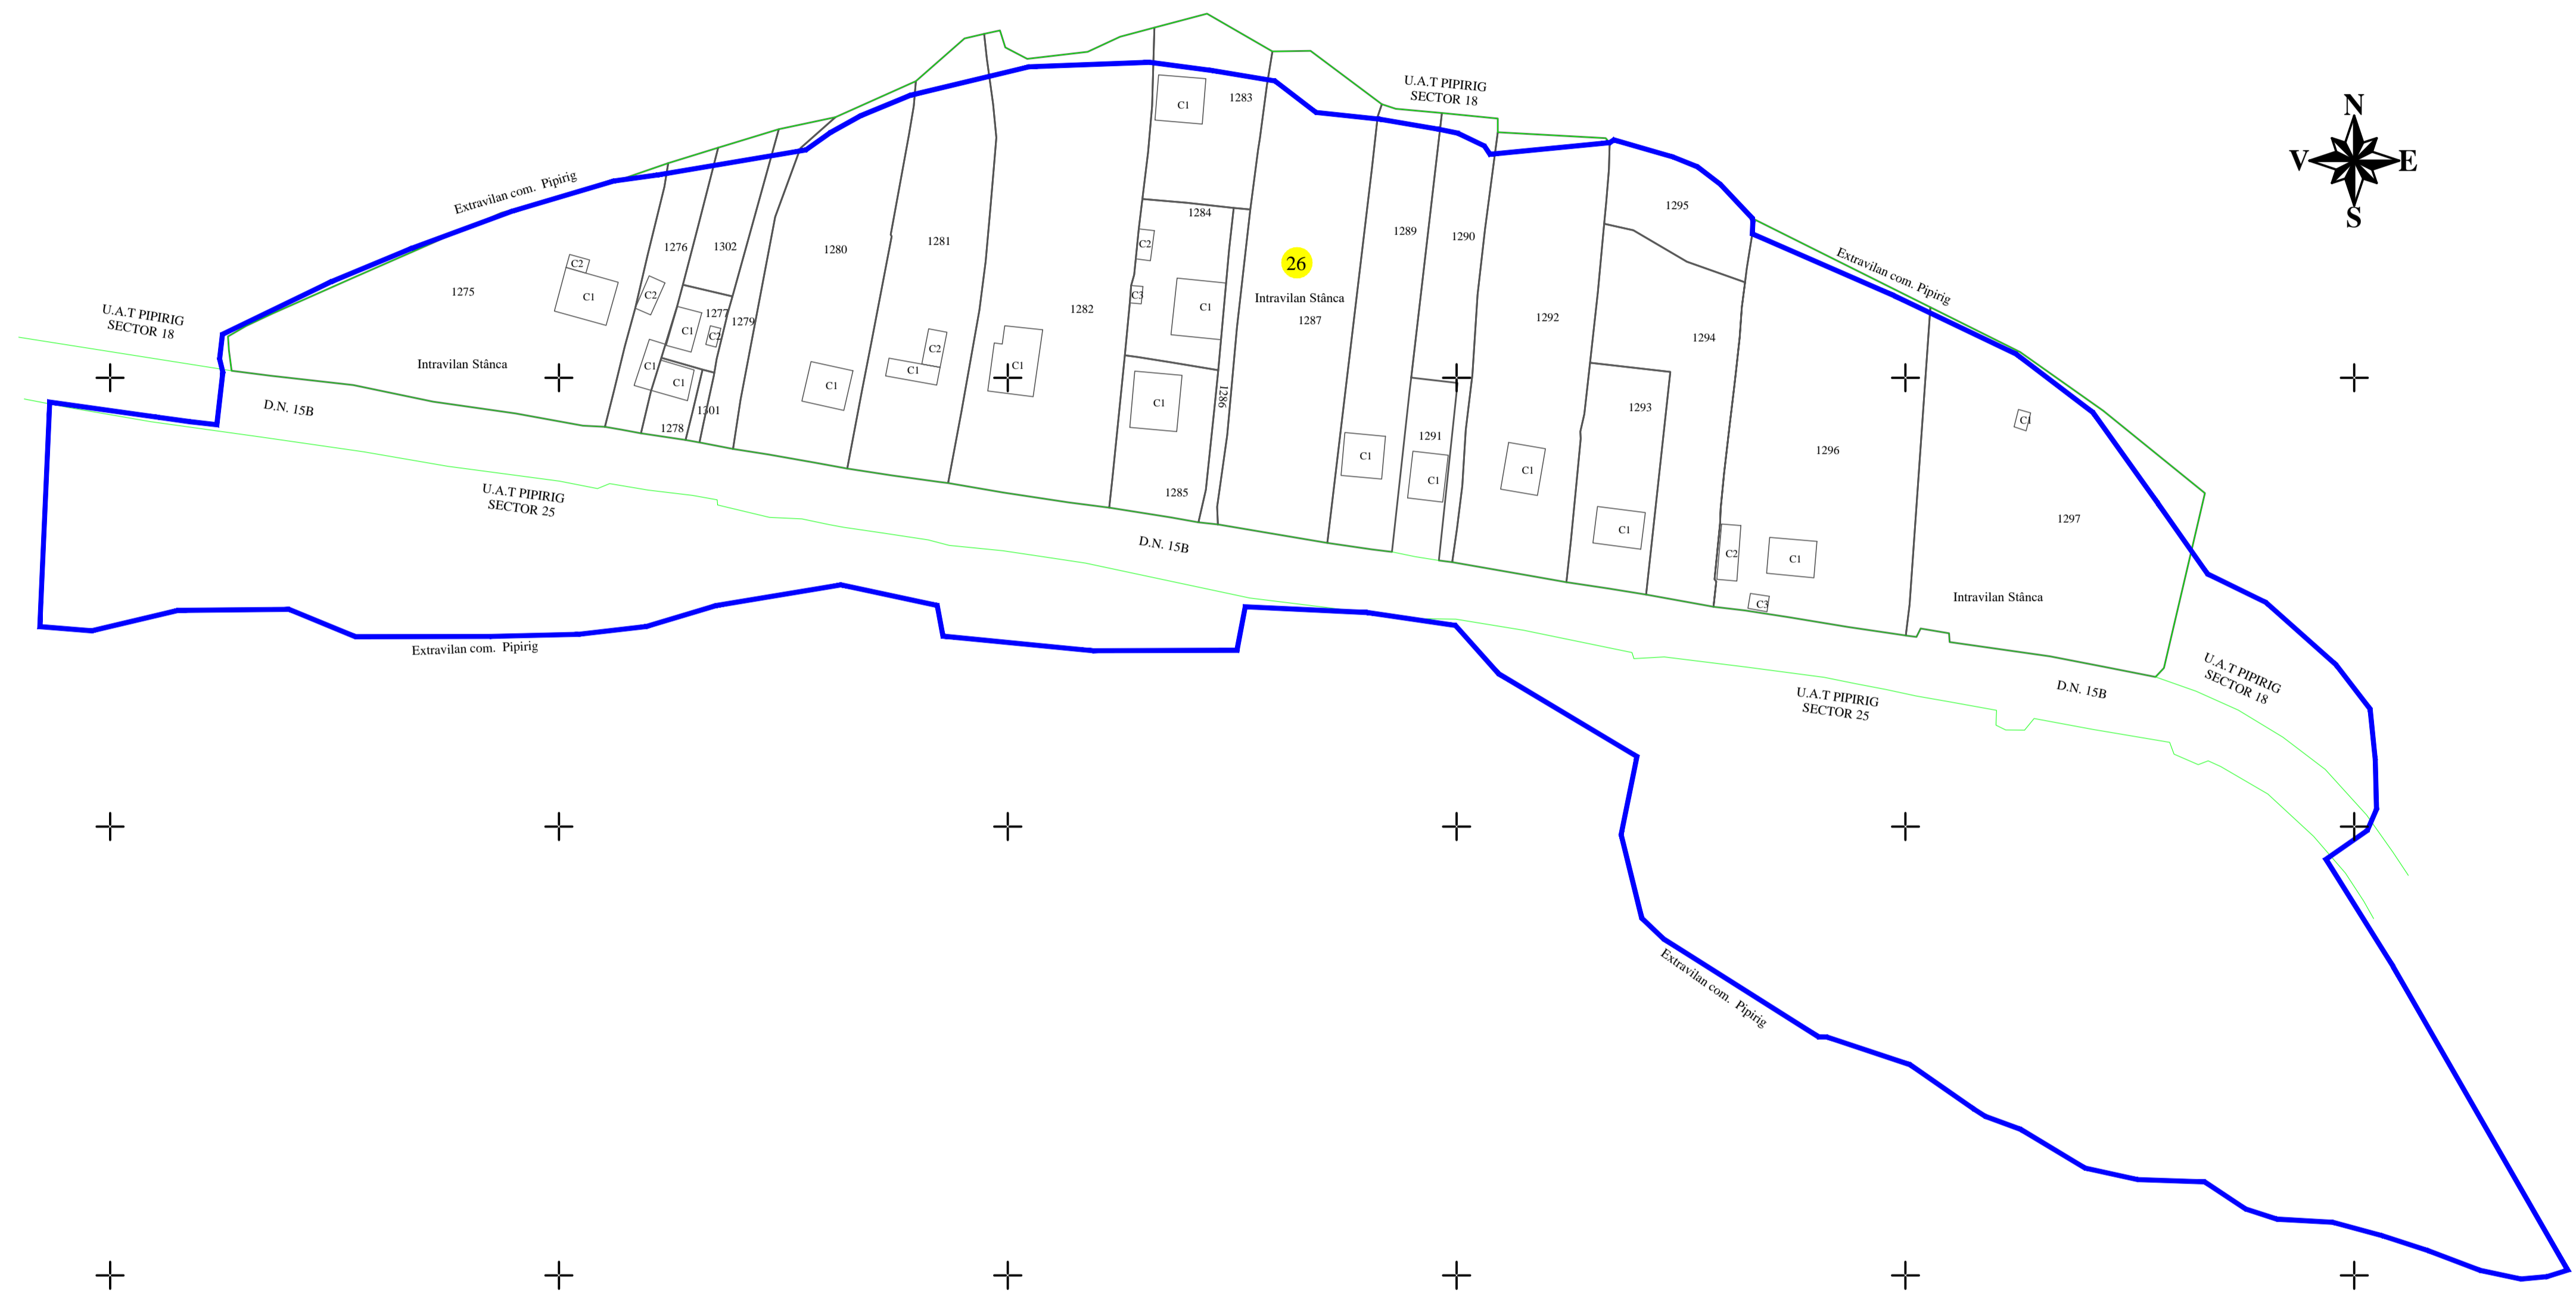 U.A.T PIPIRIG
SECTOR 18
N
V
E
S
1283
C1
Extravilan com.  Pipirig
1284
1295
1276
1302
1280
1281
C2
1289
1290
26
Intravilan Stânca
1287
Extravilan com.  Pipirig
C2
C1
1275
C2
C3
C1
1282
U.A.T PIPIRIG
SECTOR 18
1277
1279
C1
C2
1292
1294
Intravilan Stânca
C1
C1
C2
C1
C1
C1
D.N. 15B
1301
1278
C1
1286
1293
C1
1291
C1
C1
1296
C1
U.A.T PIPIRIG
SECTOR 25
1285
C1
1297
D.N. 15B
C2
C1
C3
Intravilan Stânca
Extravilan com.  Pipirig
U.A.T PIPIRIG
SECTOR 18
D.N. 15B
U.A.T PIPIRIG
SECTOR 25
Extravilan com.  Pipirig